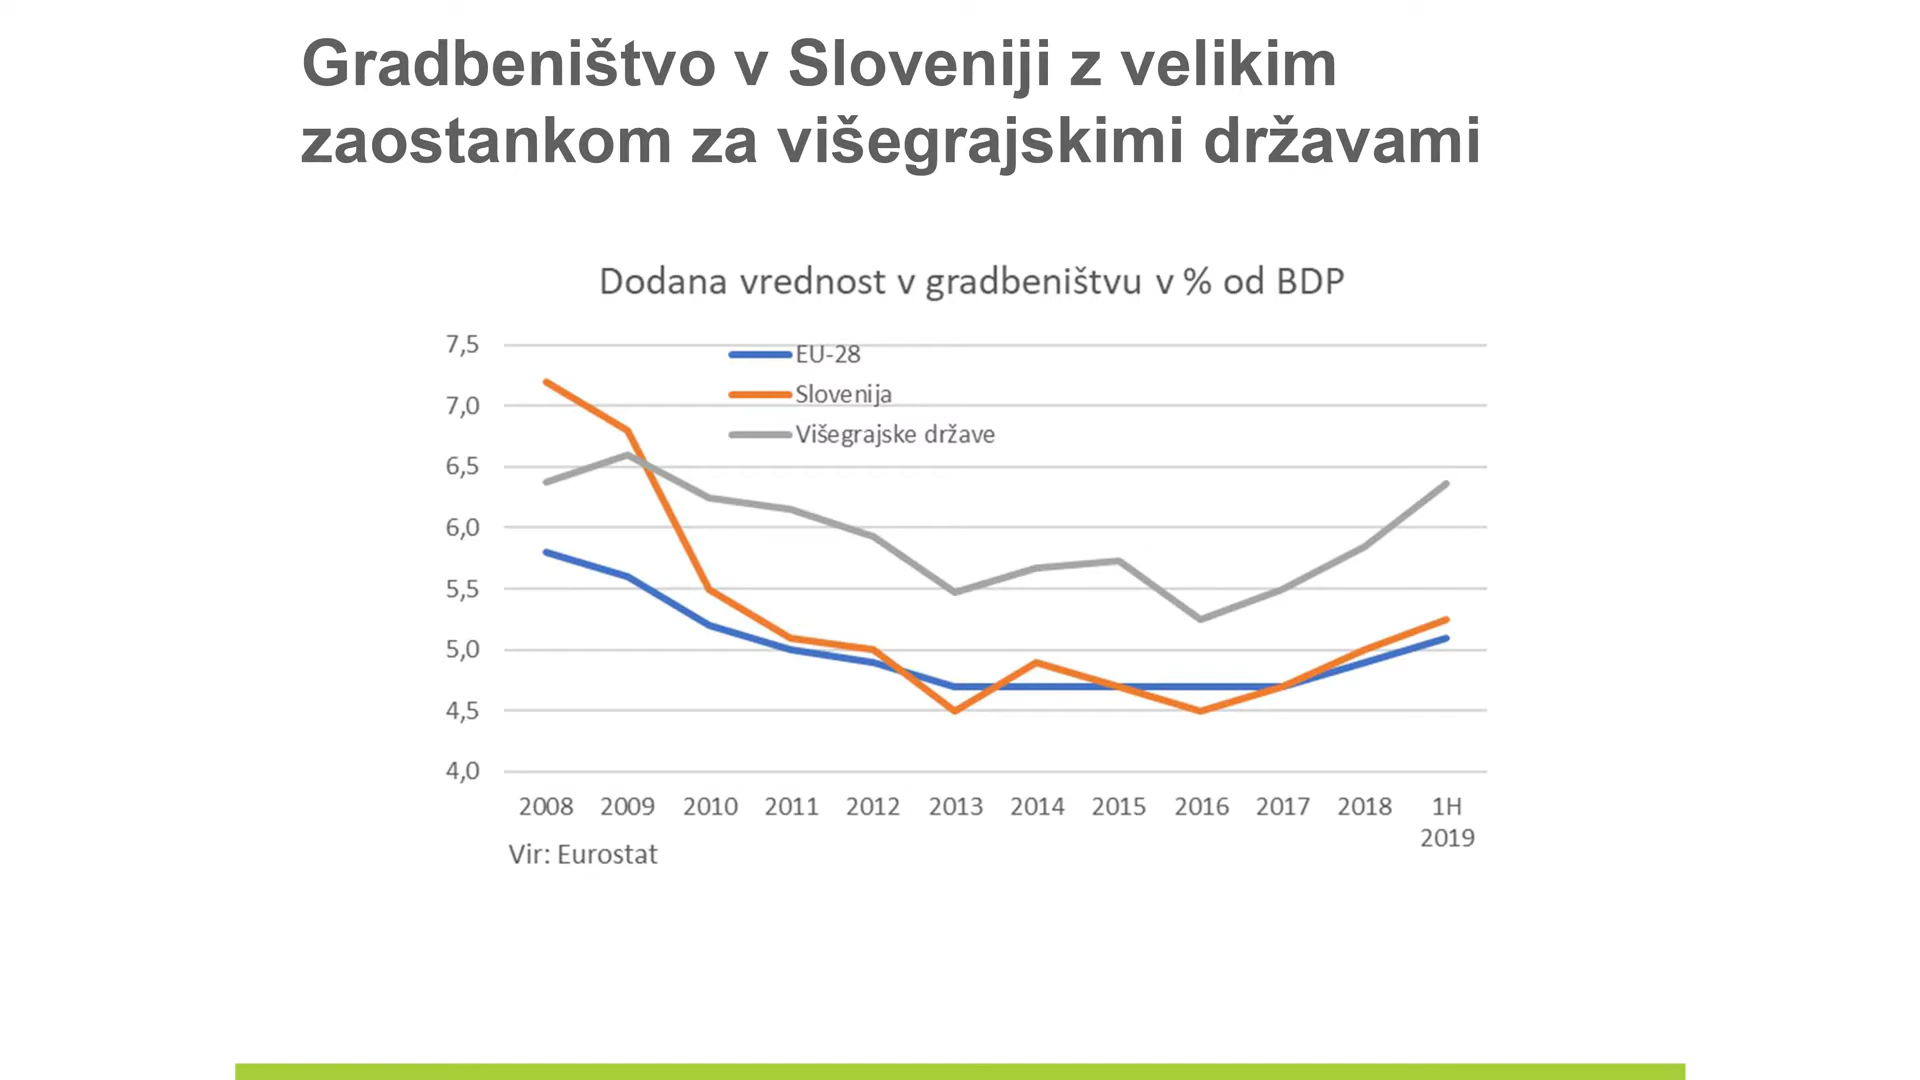 Gradbeništvo v Sloveniji z velikim
zaostankom za višegrajskimi državami
Dodana vrednost v gradbeništvu v % od BDP
7,5
7,0
6,5
6,0
5,5
5,0
4,5
4,0
EU-28
Slovenija
Višegrajske države
2008 2009 2010 2011 2012 2013 2014 2015 2016 2017 2018 1H
2019
Vir: Eurostat